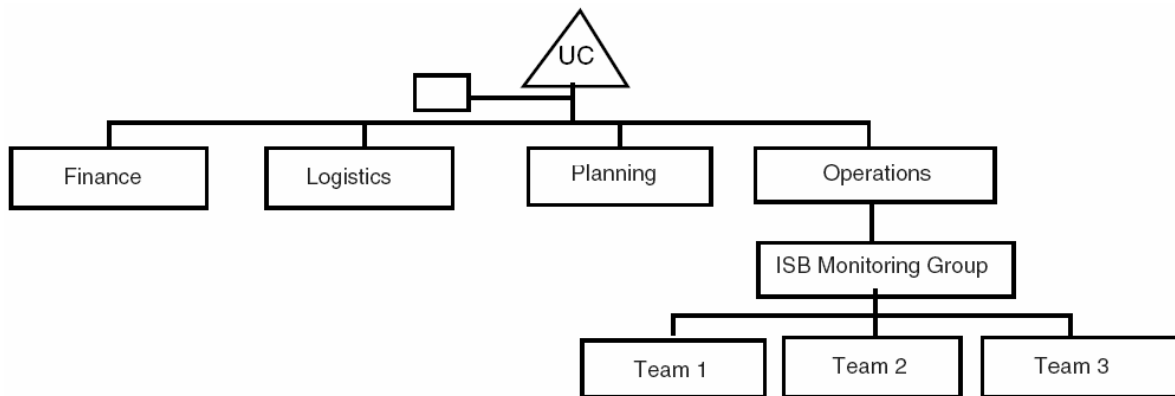 UC
Finance
Logistics
Planning
Operations
ISB Monitoring Group
Team 1
Team 2
Team 3